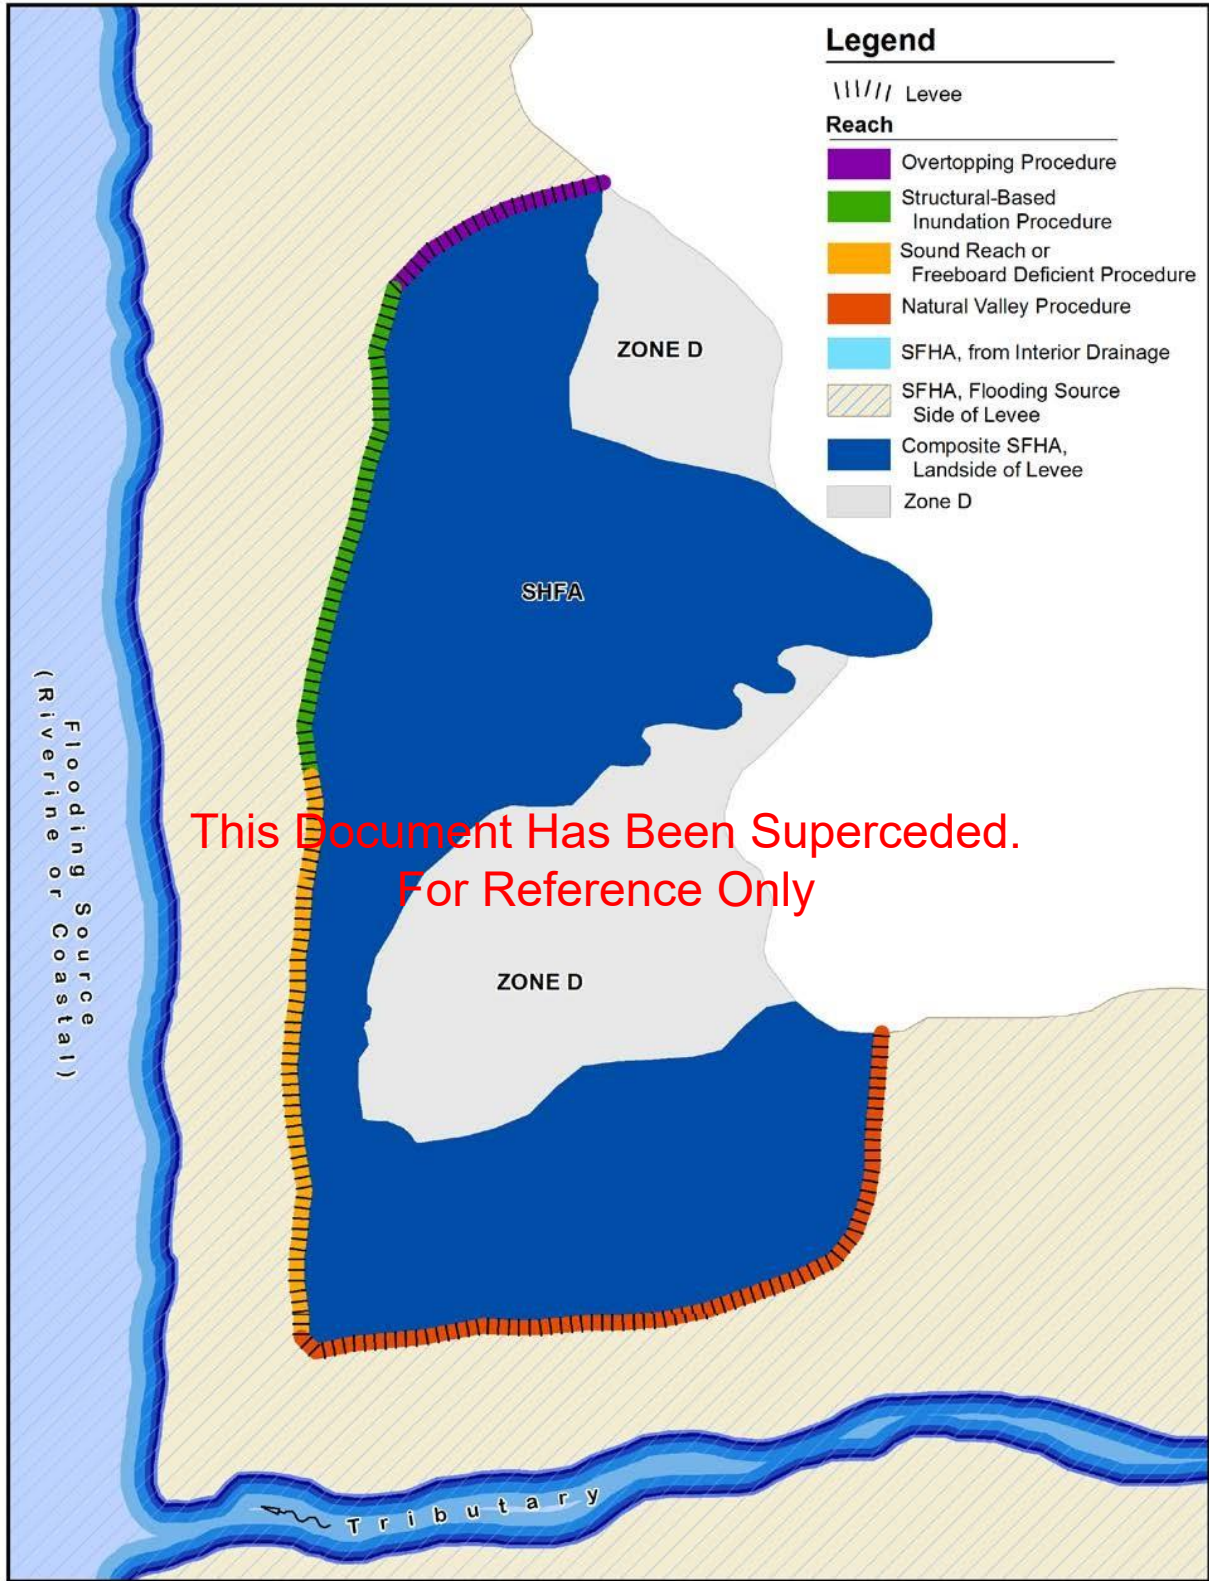 Legend
Levee
Reach
Overtopping Procedure
Structural-Based
Inundation Procedure
Sound Reach or
Freeboard Deficient Procedure
Natural Valley Procedure
SFHA, from Interior Drainage
SFHA, Flooding Source
Side of Levee
Composite SFHA,
Landside of Levee
Zone D
ZONE D
SHFA
Flooding Source
(Riverine or Coastal)
This Document Has Been Superceded.
For Reference Only
ZONE D
Tributary